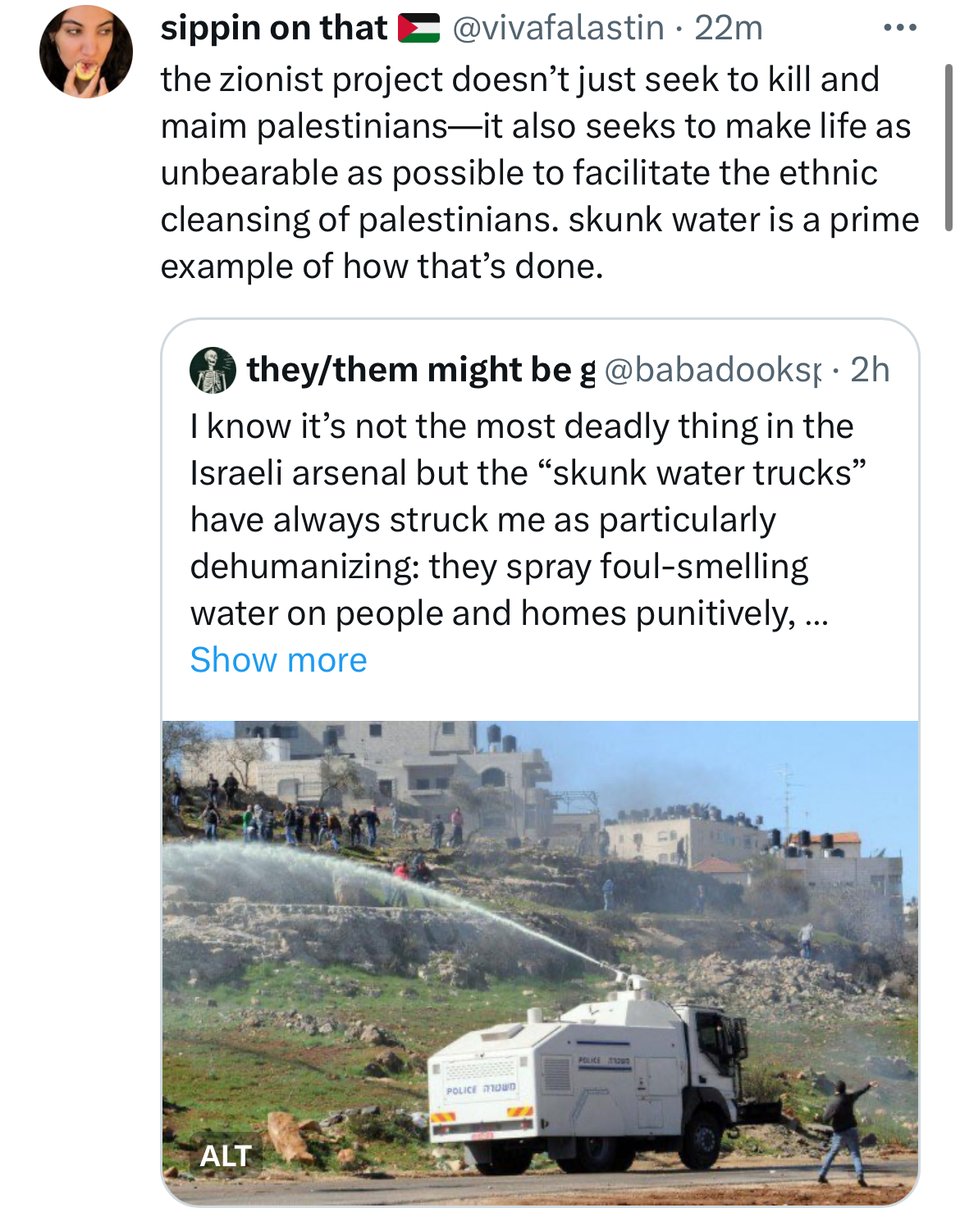 sippin on that 🇵🇸 @vivafalastin · 22m
the zionist project doesn’t just seek to kill and
maim palestinians—it also seeks to make life as
unbearable as possible to facilitate the ethnic
cleansing of palestinians. skunk water is a prime
example of how that’s done.
they/them might be g @babadooksp · 2h
I know it’s not the most deadly thing in the
Israeli arsenal but the “skunk water trucks”
have always struck me as particularly
dehumanizing: they spray foul-smelling
water on people and homes punitively, ...
Show more
POLICE משטרה
POLICE משטרה
ALT